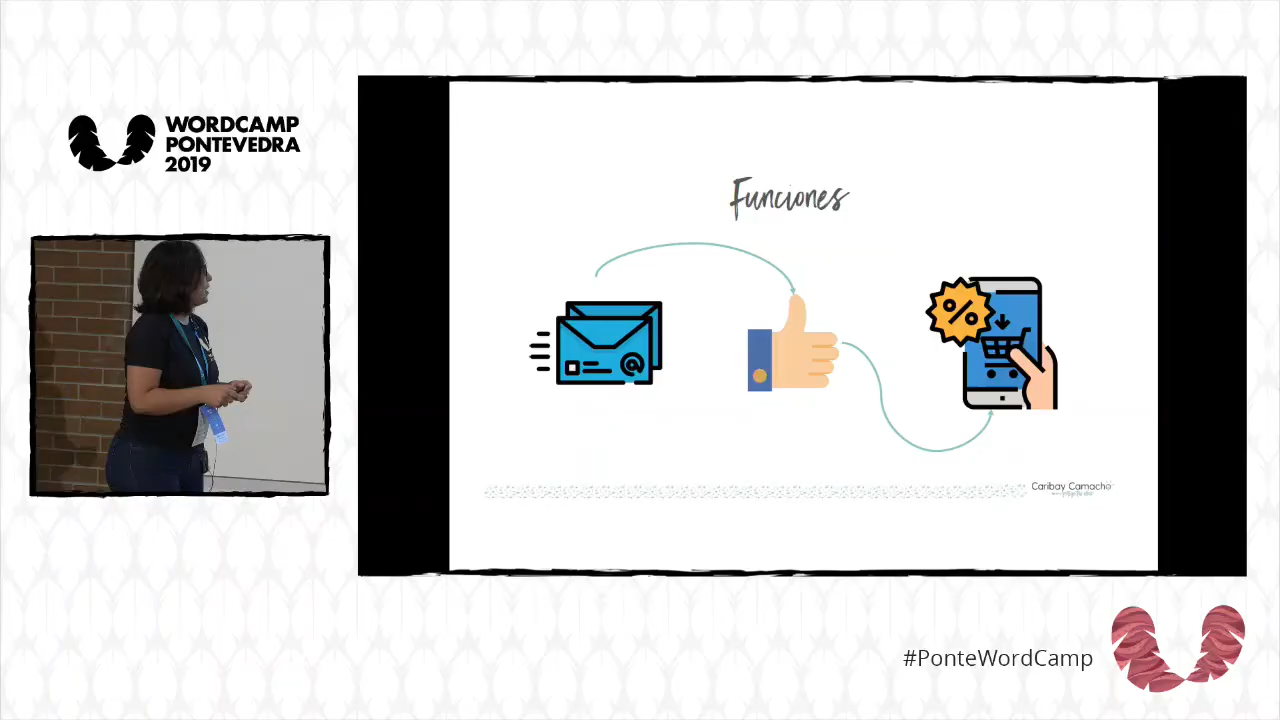 WORDCAMP
PONTEVEDRA
2019
Funciones
@
%
Caribay Camacho
#PonteWordCamp